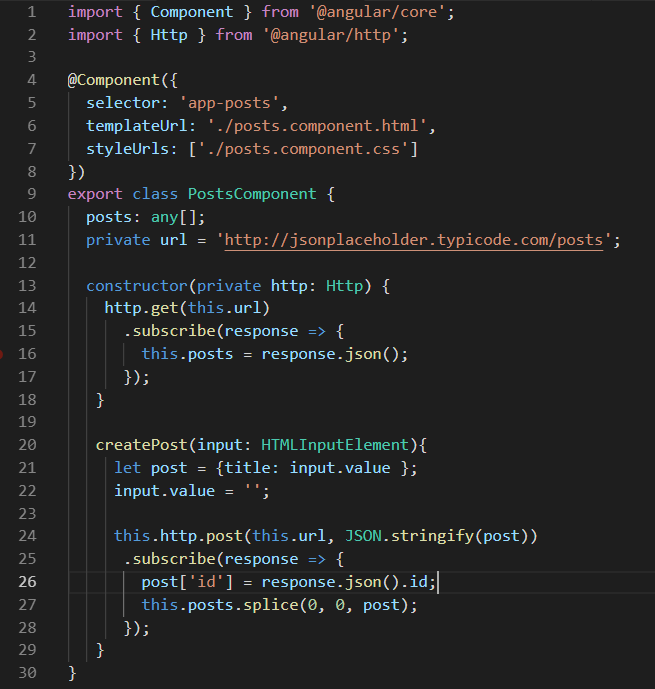 1 import { Component } from '@angular/core';
2 import { Http } from '@angular/http';
3
4 @Component({
5   selector: 'app-posts',
6   templateUrl: './posts.component.html',
7   styleUrls: ['./posts.component.css']
8 })
9 export class PostsComponent {
10   posts: any[];
11   private url = 'http://jsonplaceholder.typicode.com/posts';
12
13   constructor(private http: Http) {
14     http.get(this.url)
15       .subscribe(response => {
16         this.posts = response.json();
17       });
18    }
19
20    createPost(input: HTMLInputElement){
21      let post = {title: input.value };
22      input.value = '';
23
24      this.http.post(this.url, JSON.stringify(post))
25       .subscribe(response => {
26         post['id'] = response.json().id;
27         this.posts.splice(0, 0, post);
28       });
29    }
30 }